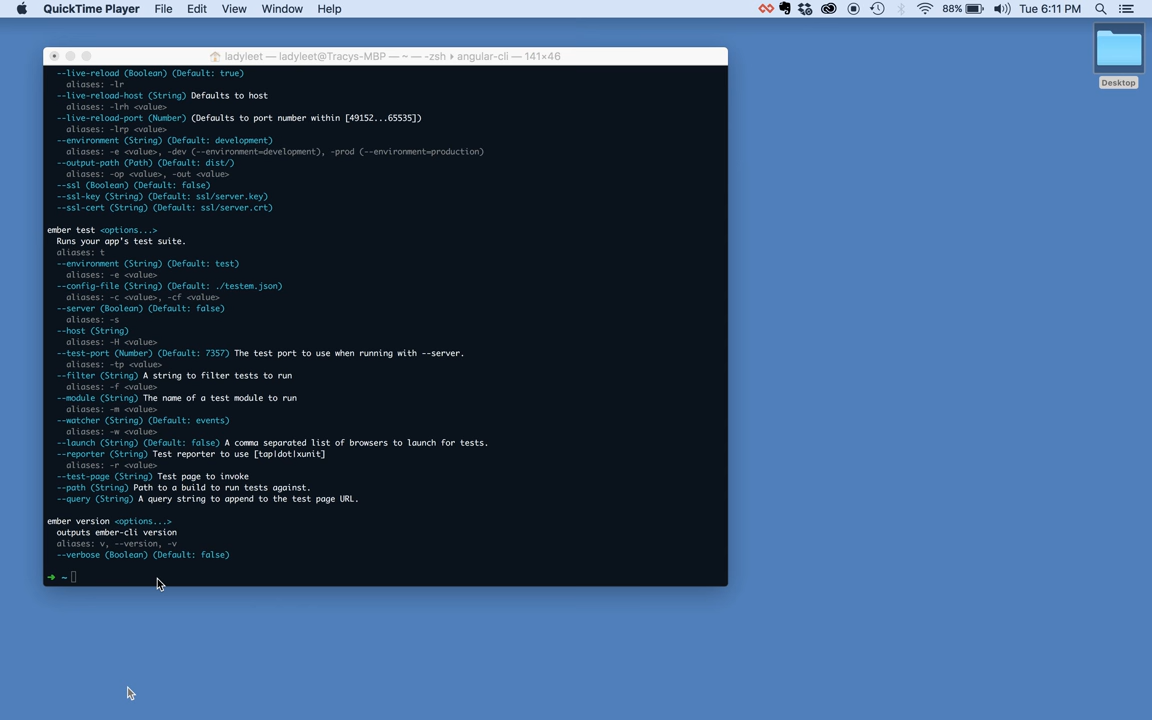 QuickTime Player File Edit View Window Help 88% Tue 6:11 PM
ladyleet — ladyleet@Tracys-MBP — ~ — -zsh ▸ angular-cli — 141×46
Desktop
--live-reload (Boolean) (Default: true)
aliases: -lr
--live-reload-host (String) Defaults to host
aliases: -lrh <value>
--live-reload-port (Number) (Defaults to port number within [49152...65535])
aliases: -lrp <value>
--environment (String) (Default: development)
aliases: -e <value>, -dev (--environment=development), -prod (--environment=production)
--output-path (Path) (Default: dist/)
aliases: -op <value>, -out <value>
--ssl (Boolean) (Default: false)
--ssl-key (String) (Default: ssl/server.key)
--ssl-cert (String) (Default: ssl/server.crt)
ember test <options...>
Runs your app's test suite.
aliases: t
--environment (String) (Default: test)
aliases: -e <value>
--config-file (String) (Default: ./testem.json)
aliases: -c <value>, -cf <value>
--server (Boolean) (Default: false)
aliases: -s
--host (String)
aliases: -H <value>
--test-port (Number) (Default: 7357) The test port to use when running with --server.
aliases: -tp <value>
--filter (String) A string to filter tests to run
aliases: -f <value>
--module (String) The name of a test module to run
aliases: -m <value>
--watcher (String) (Default: events)
aliases: -w <value>
--launch (String) (Default: false) A comma separated list of browsers to launch for tests.
--reporter (String) Test reporter to use [tap|dot|xunit]
aliases: -r <value>
--test-page (String) Test page to invoke
--path (String) Path to a build to run tests against.
--query (String) A query string to append to the test page URL.
ember version <options...>
outputs ember-cli version
aliases: v, --version, -v
--verbose (Boolean) (Default: false)
➜ ~